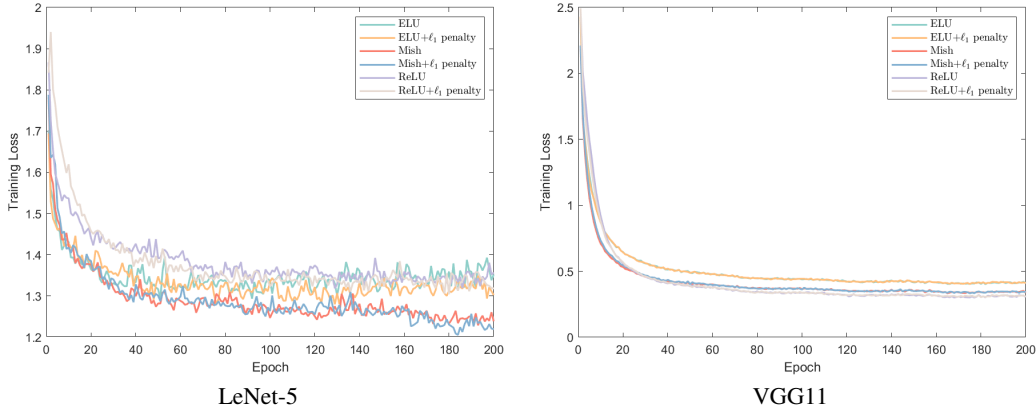 2
1.9
1.8
1.7
1.6
1.5
1.4
1.3
1.2
0 20 40 60 80 100 120 140 160 180 200
Training Loss
Epoch
ELU
ELU+ℓ₁ penalty
Mish
Mish+ℓ₁ penalty
ReLU
ReLU+ℓ₁ penalty
LeNet-5
2.5
2
1.5
1
0.5
0
0 20 40 60 80 100 120 140 160 180 200
Training Loss
Epoch
ELU
ELU+ℓ₁ penalty
Mish
Mish+ℓ₁ penalty
ReLU
ReLU+ℓ₁ penalty
VGG11